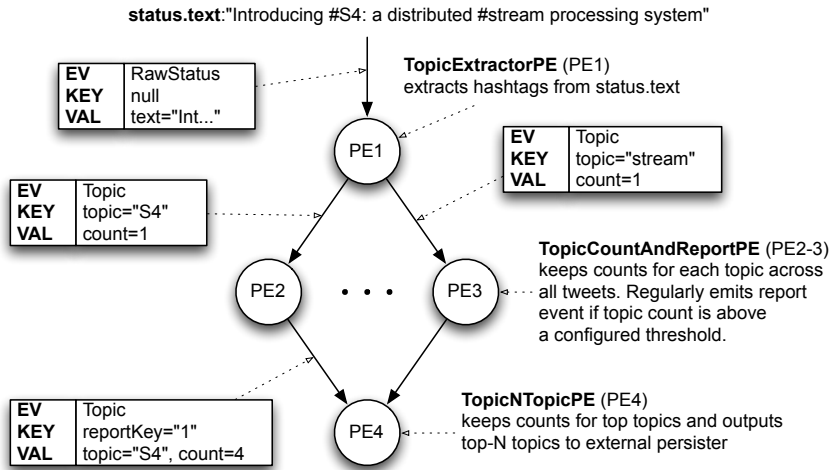 status.text:"Introducing #S4: a distributed #stream processing system"
TopicExtractorPE (PE1)
extracts hashtags from status.text
EV RawStatus
KEY null
VAL text="Int..."
PE1
EV Topic
KEY topic="stream"
VAL count=1
EV Topic
KEY topic="S4"
VAL count=1
TopicCountAndReportPE (PE2-3)
keeps counts for each topic across
all tweets. Regularly emits report
event if topic count is above
a configured threshold.
PE2
. . .
PE3
EV Topic
KEY reportKey="1"
VAL topic="S4", count=4
PE4
TopicNTopicPE (PE4)
keeps counts for top topics and outputs
top-N topics to external persister